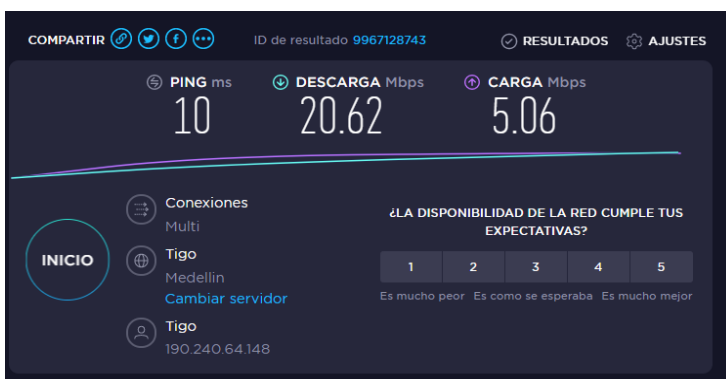 COMPARTIR ID de resultado 9967128743 RESULTADOS AJUSTES
PING ms DESCARGA Mbps CARGA Mbps
10 20.62 5.06
Conexiones
Multi
Tigo
Medellin
Cambiar servidor
Tigo
190.240.64.148
INICIO
¿LA DISPONIBILIDAD DE LA RED CUMPLE TUS
EXPECTATIVAS?
1 2 3 4 5
Es mucho peor Es como se esperaba Es mucho mejor